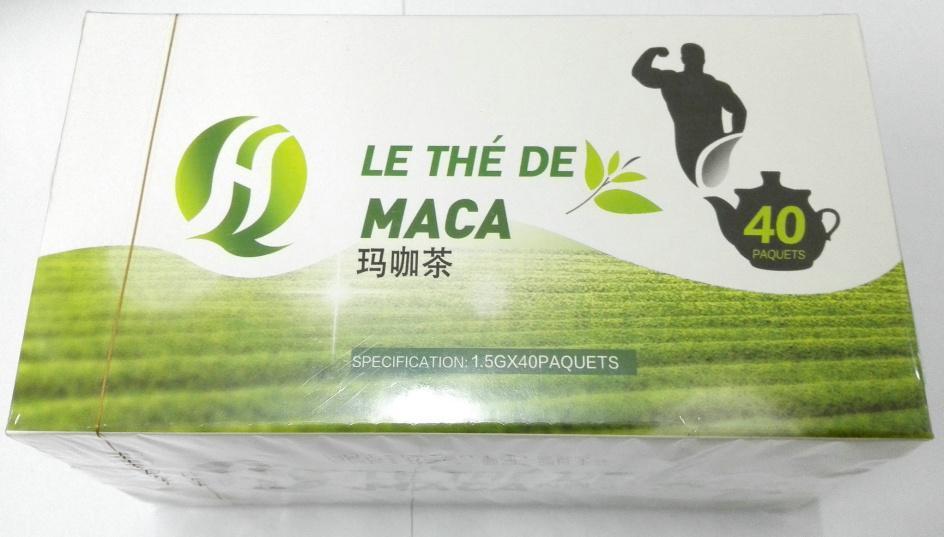 LE THÉ DE
MACA
玛咖茶
40
PAQUETS
SPECIFICATION: 1.5GX40PAQUETS